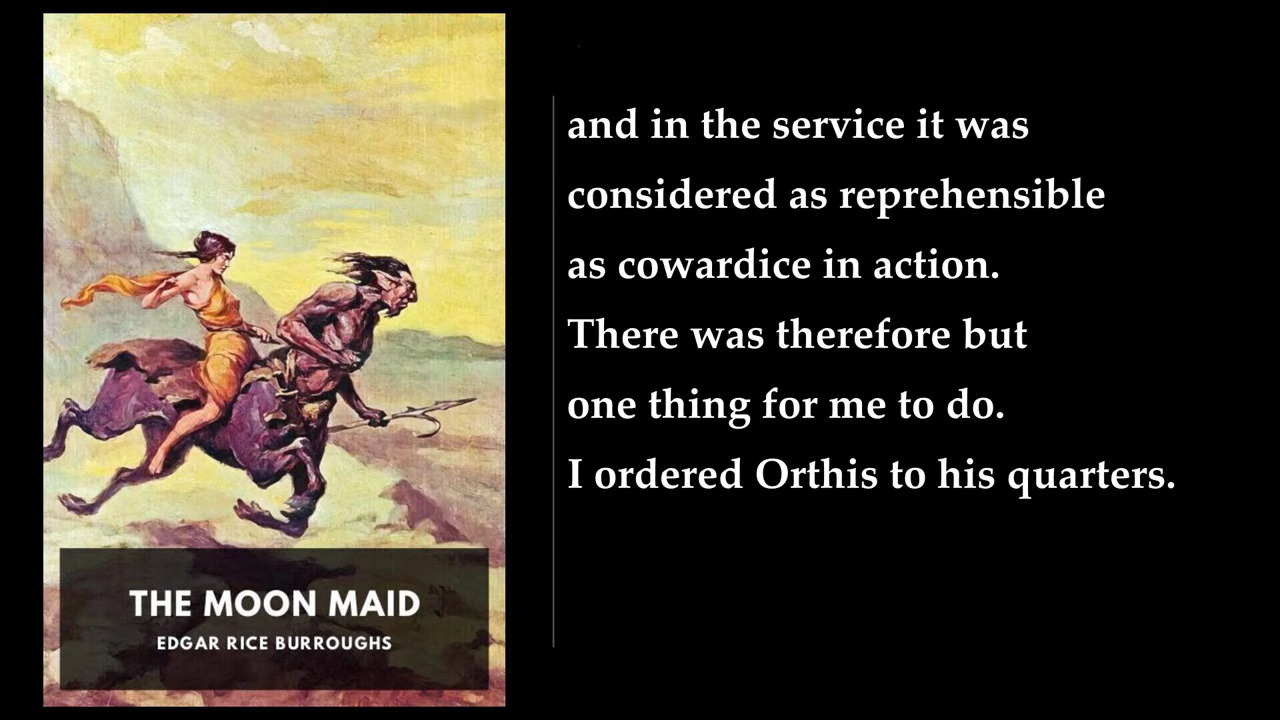 THE MOON MAID
EDGAR RICE BURROUGHS
and in the service it was
considered as reprehensible
as cowardice in action.
There was therefore but
one thing for me to do.
I ordered Orthis to his quarters.